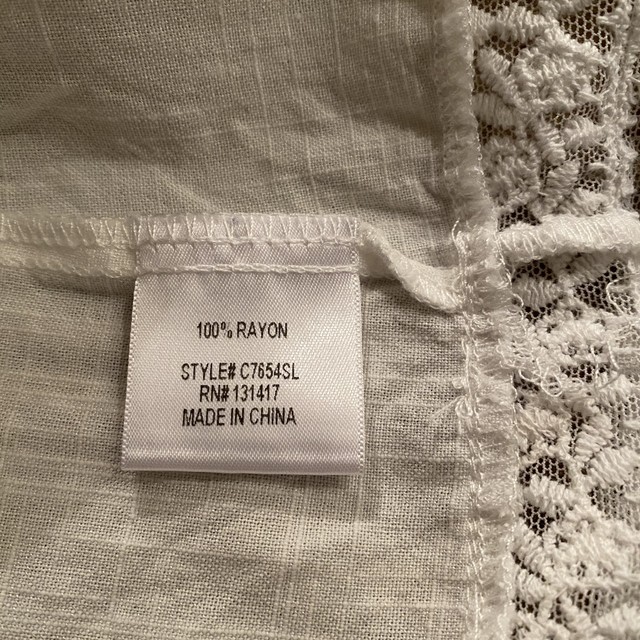 100% RAYON
STYLE# C7654SL
RN# 131417
MADE IN CHINA